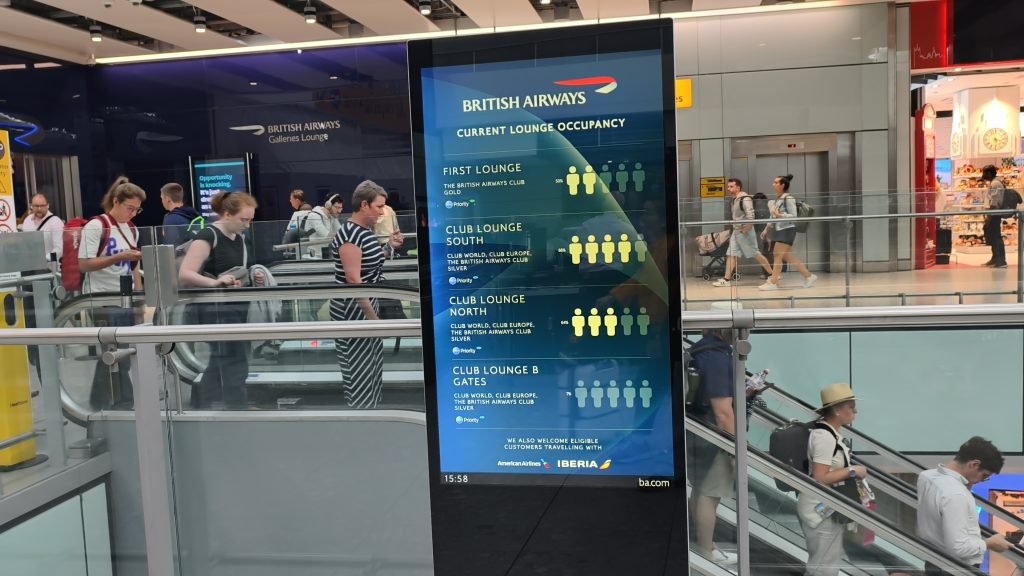 BRITISH AIRWAYS
Galleries Lounge
Opportunity
is knocking.
BRITISH AIRWAYS
CURRENT LOUNGE OCCUPANCY
FIRST LOUNGE
THE BRITISH AIRWAYS CLUB
GOLD
Priority
CLUB LOUNGE
SOUTH
CLUB WORLD, CLUB EUROPE,
THE BRITISH AIRWAYS CLUB
SILVER
Priority
CLUB LOUNGE
NORTH
CLUB WORLD, CLUB EUROPE,
THE BRITISH AIRWAYS CLUB
SILVER
Priority
CLUB LOUNGE B
GATES
CLUB WORLD, CLUB EUROPE,
THE BRITISH AIRWAYS CLUB
SILVER
Priority
WE ALSO WELCOME ELIGIBLE
CUSTOMERS TRAVELLING WITH
American Airlines IBERIA
15:58 ba.com